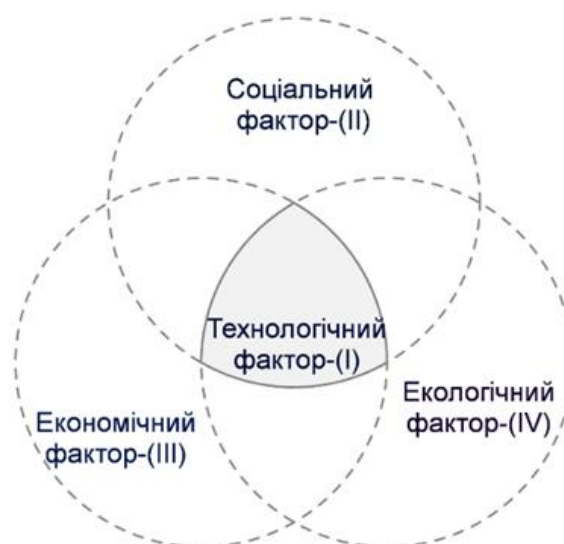 Соціальний
фактор-(II)
Технологічний
фактор-(I)
Економічний
фактор-(III)
Екологічний
фактор-(IV)